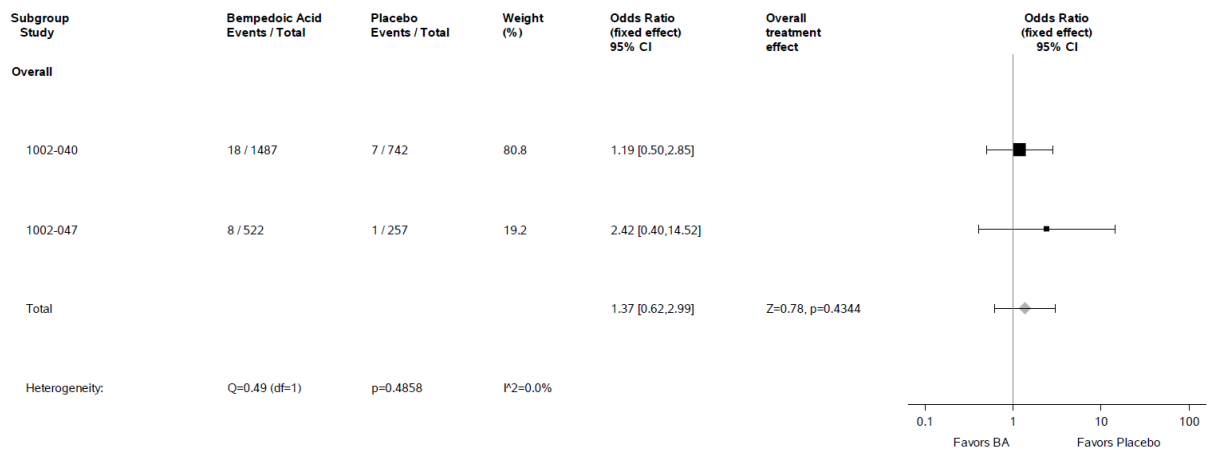 Subgroup Study Bempedoic Acid Events / Total Placebo Events / Total Weight (%) Odds Ratio (fixed effect) 95% CI Overall treatment effect Odds Ratio (fixed effect) 95% CI
Overall
1002-040 18 / 1487 7 / 742 80.8 1.19 [0.50,2.85]
1002-047 8 / 522 1 / 257 19.2 2.42 [0.40,14.52]
Total 1.37 [0.62,2.99] Z=0.78, p=0.4344
Heterogeneity: Q=0.49 (df=1) p=0.4858 I^2=0.0%
0.1 1 10 100
Favors BA Favors Placebo